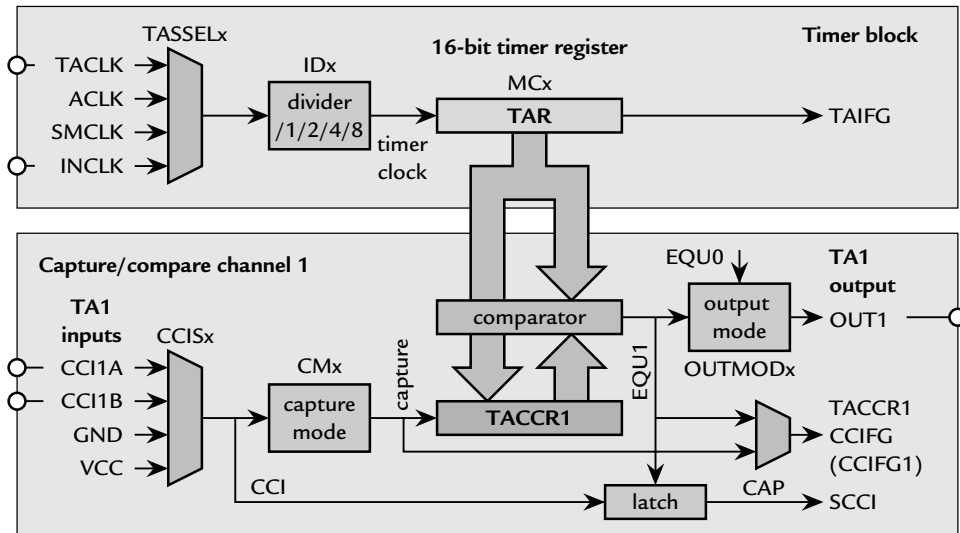 Timer block
TASSELx
16-bit timer register
TACLK
ACLK
SMCLK
INCLK
IDx
divider
/1/2/4/8
timer
clock
MCx
TAR
TAIFG
Capture/compare channel 1
TA1
inputs
CCIS x
CCI1A
CCI1B
GND
VCC
CMx
capture
mode
capture
comparator
TACCR1
EQU1
EQU0
output
mode
OUTMODx
TA1
output
OUT1
TACCR1
CCIFG
(CCIFG1)
CCI
latch
CAP
SCCI